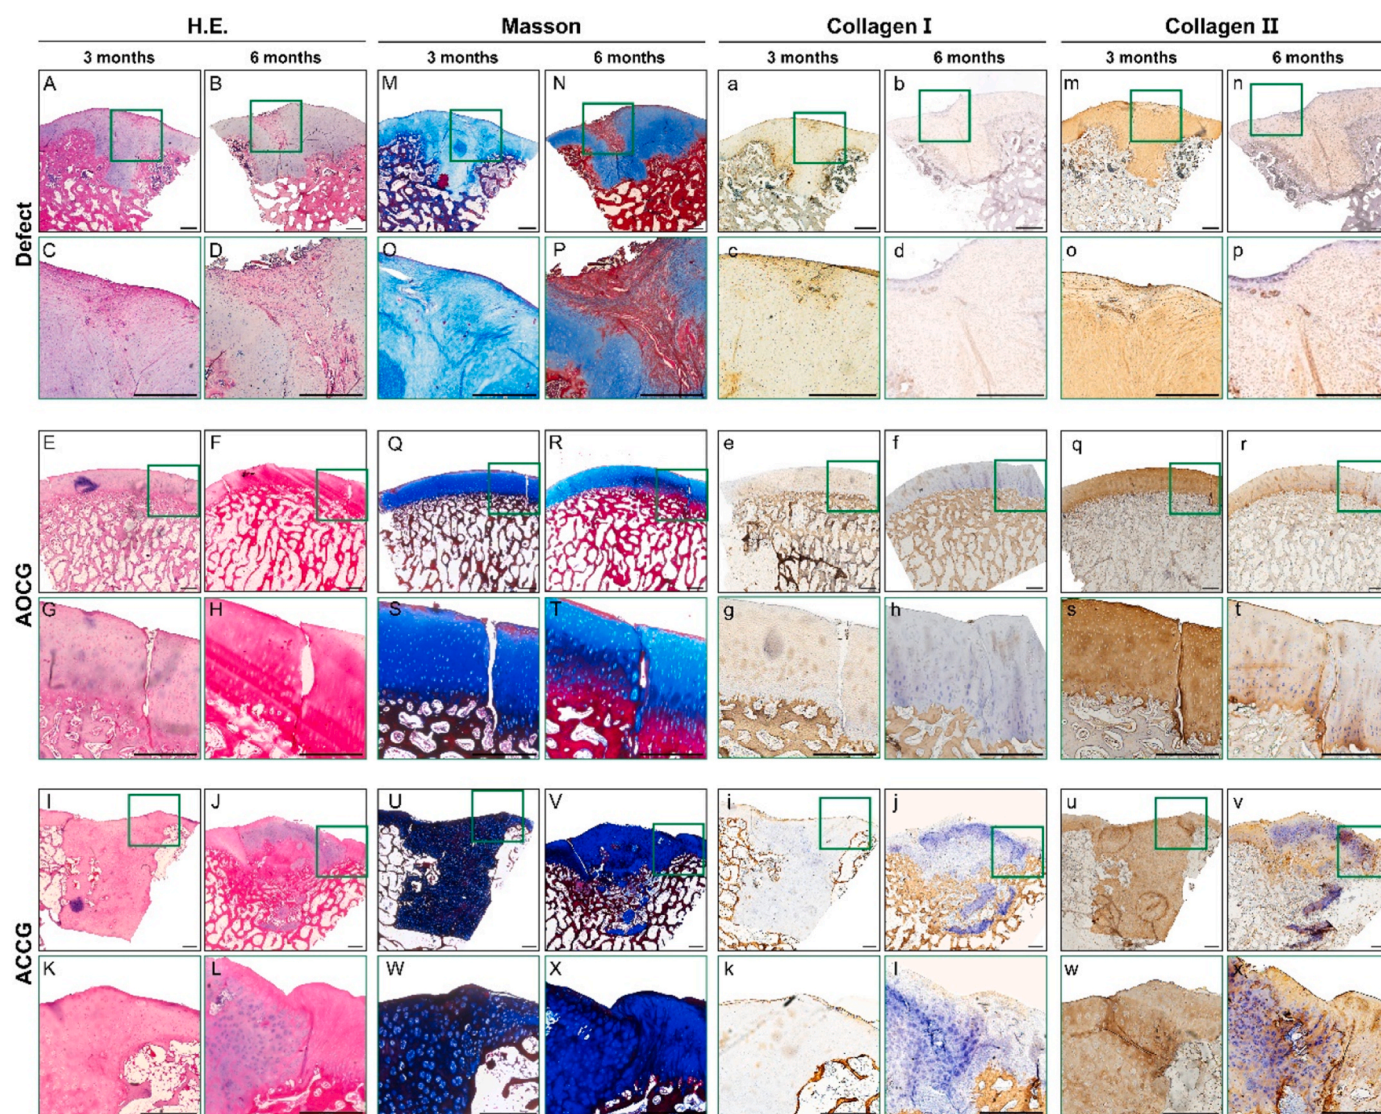 H.E. Masson Collagen I Collagen II
3 months 6 months 3 months 6 months 3 months 6 months 3 months 6 months
Defect
A B M N a b m n
C D O P c d o p
AOCG
E F Q R e f q r
G H S T g h s t
ACCG
I J U V i j u v
K L W X k l w x